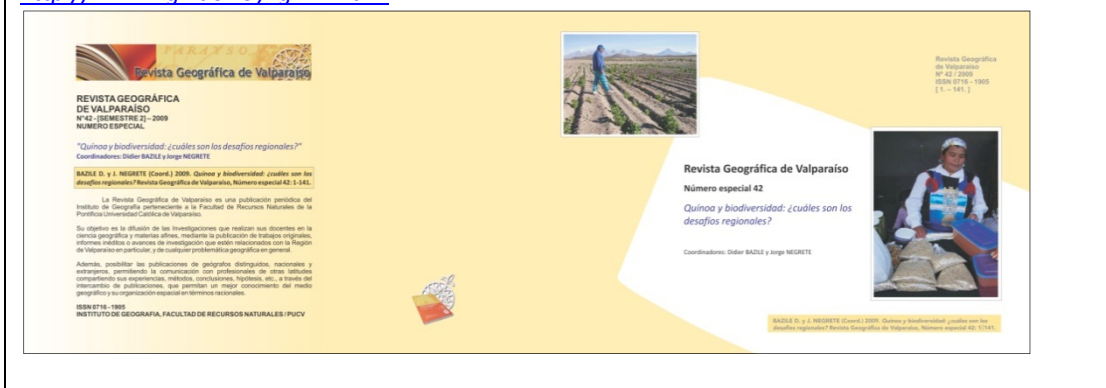 PARAYSO
Revista Geográfica de Valparaíso
REVISTA GEOGRÁFICA
DE VALPARAÍSO
N°42 - [SEMESTRE 2] – 2009
NUMERO ESPECIAL
"Quínoa y biodiversidad: ¿cuáles son los desafíos regionales?"
Coordinadores: Didier BAZILE y Jorge NEGRETE
BAZILE D. y J. NEGRETE (Coord.) 2009. Quínoa y biodiversidad: ¿cuáles son los
desafíos regionales? Revista Geográfica de Valparaíso, Número especial 42: 1-141.
La Revista Geográfica de Valparaíso es una publicación periódica del
Instituto de Geografía perteneciente a la Facultad de Recursos Naturales de la
Pontificia Universidad Católica de Valparaíso.
Su objetivo es la difusión de las Investigaciones que realizan sus docentes en la
ciencia geográfica y materias afines, mediante la publicación de trabajos originales,
informes inéditos o avances de investigación que estén relacionados con la Región
de Valparaíso en particular, y de cualquier problemática geográfica en general.
Además, posibilitar las publicaciones de geógrafos distinguidos, nacionales y
extranjeros, permitiendo la comunicación con profesionales de otras latitudes
compartiendo sus experiencias, métodos, conclusiones, hipótesis, etc., a través del
intercambio de publicaciones, que permitan un mejor conocimiento del medio
geográfico y su organización espacial en términos racionales.
ISSN 0716 - 1905
INSTITUTO DE GEOGRAFIA, FACULTAD DE RECURSOS NATURALES / PUCV
Revista Geográfica
de Valparaíso
Nº 42 / 2009
ISSN 0716 - 1905
[ 1. – 141. ]
Revista Geográfica de Valparaíso
Número especial 42
Quínoa y biodiversidad: ¿cuáles son los
desafíos regionales?
Coordinadores: Didier BAZILE y Jorge NEGRETE
BAZILE D. y J. NEGRETE (Coord.) 2009. Quínoa y biodiversidad: ¿cuáles son los
desafíos regionales? Revista Geográfica de Valparaíso, Número especial 42: 1-141.